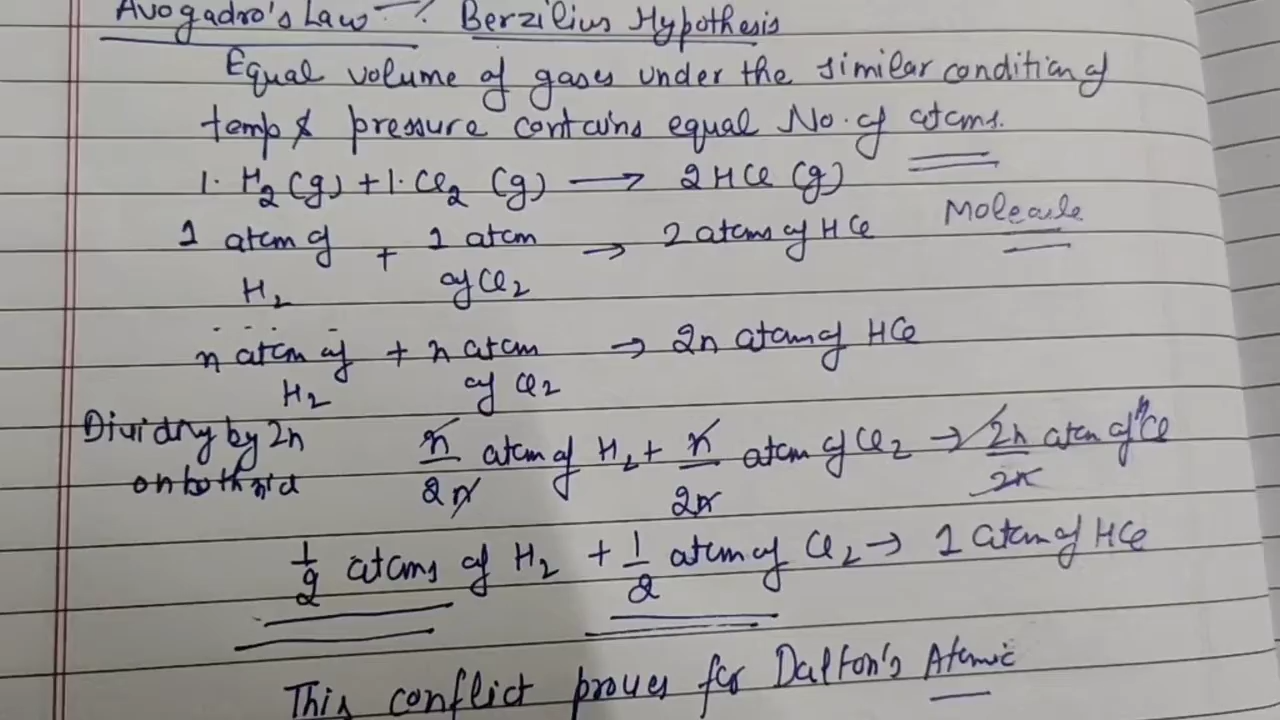 Avogadro's Law :- Berzilius Hypothesis
Equal volume of gases under the similar condition of
temp & pressure contains equal No. of atoms.
1. H2 (g) + 1. Cl2 (g) → 2 HCl (g)
Molecule
1 atom of H2 + 1 atom of Cl2 → 2 atoms of HCl
n atom of H2 + n atom of Cl2 → 2n atom of HCl
Dividing by 2n
on both sid
n/2n atom of H2 + n/2n atom of Cl2 → 2n/2n atom of HCl
1/2 atoms of H2 + 1/2 atom of Cl2 → 1 atom of HCl
This conflict proves for Dalton's Atomic